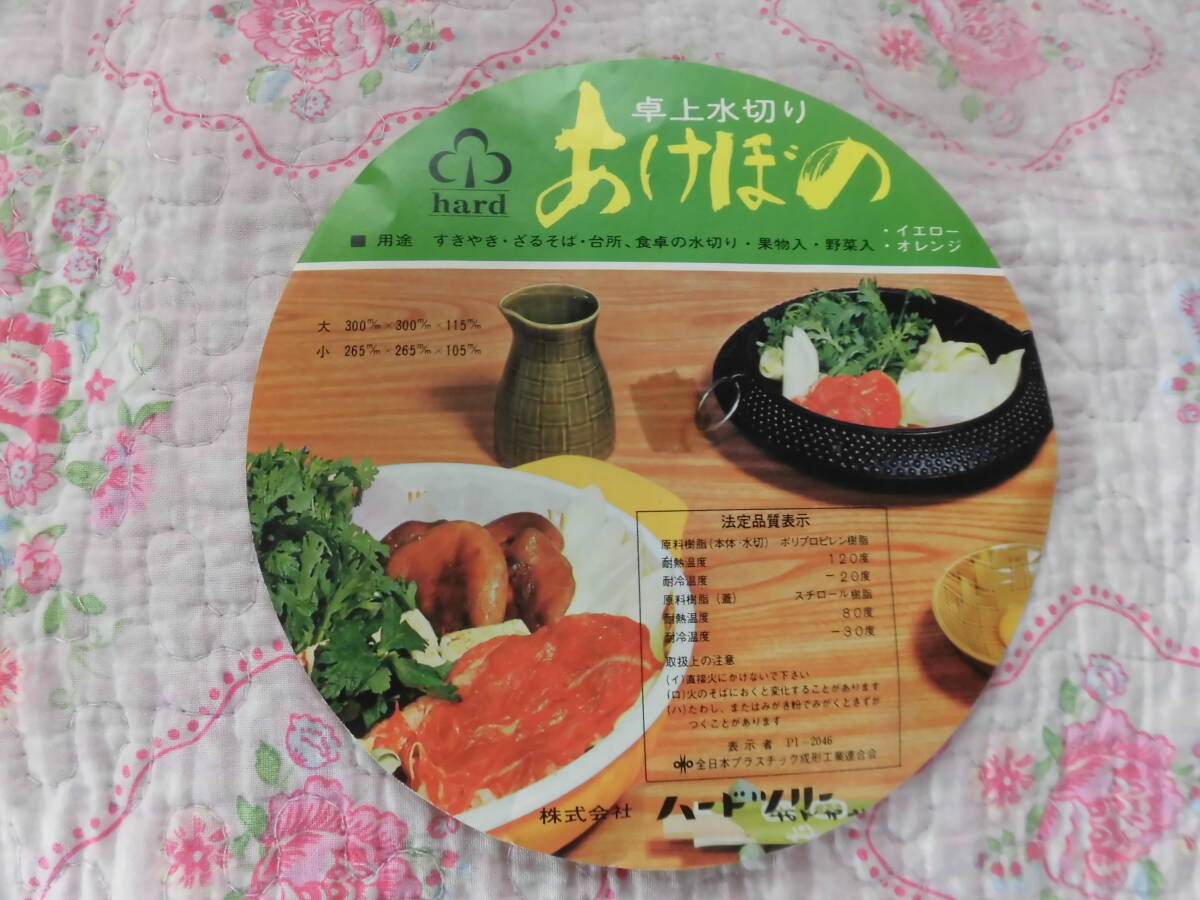 卓上水切り
あけぼの
hard
■ 用途 すきやき・ざるそば・台所、食卓の水切り・果物入・野菜入
・イエロー
・オレンジ
大 300㎜×300㎜×115㎜
小 265㎜×265㎜×105㎜
法定品質表示
原料樹脂(本体・水切) ポリプロピレン樹脂
耐熱温度 120度
耐冷温度 −20度
原料樹脂(蓋) スチロール樹脂
耐熱温度 80度
耐冷温度 −30度
取扱上の注意
(イ)直接火にかけないで下さい
(ロ)火のそばにおくと変化することがあります
(ハ)たわし、またはみがき粉でみがくときずが
つくことがあります
表示者 P1-2046
全日本プラスチック成形工業連合会
株式会社 ハードツリー